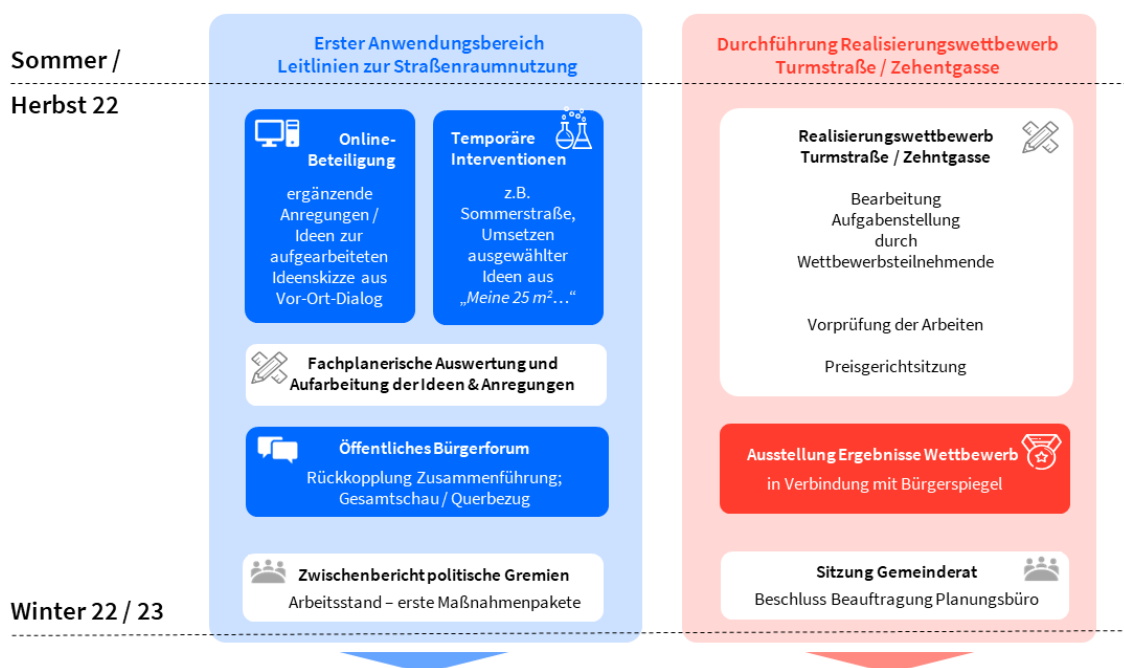 Sommer /
Herbst 22
Erster Anwendungsbereich
Leitlinien zur Straßenraumnutzung
Online-
Beteiligung
ergänzende
Anregungen /
Ideen zur
aufgearbeiteten
Ideenskizze aus
Vor-Ort-Dialog
Temporäre
Interventionen
z.B.
Sommerstraße,
Umsetzen
ausgewählter
Ideen aus
„Meine 25 m²…“
Fachplanerische Auswertung und
Aufarbeitung der Ideen & Anregungen
Öffentliches Bürgerforum
Rückkopplung Zusammenführung;
Gesamtschau / Querbezug
Zwischenbericht politische Gremien
Arbeitsstand – erste Maßnahmenpakete
Durchführung Realisierungswettbewerb
Turmstraße / Zehentgasse
Realisierungswettbewerb
Turmstraße / Zehntgasse
Bearbeitung
Aufgabenstellung
durch
Wettbewerbsteilnehmende
Vorprüfung der Arbeiten
Preisgerichtsitzung
Ausstellung Ergebnisse Wettbewerb
in Verbindung mit Bürgerspiegel
Sitzung Gemeinderat
Beschluss Beauftragung Planungsbüro
Winter 22 / 23